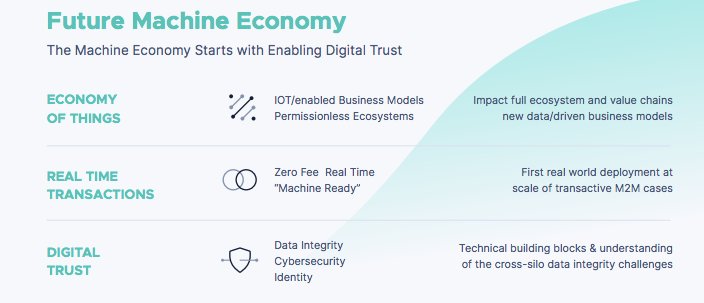 Future Machine Economy
The Machine Economy Starts with Enabling Digital Trust
ECONOMY
OF THINGS
IOT/enabled Business Models
Permissionless Ecosystems
Impact full ecosystem and value chains
new data/driven business models
REAL TIME
TRANSACTIONS
Zero Fee Real Time
"Machine Ready"
First real world deployment at
scale of transactive M2M cases
DIGITAL
TRUST
Data Integrity
Cybersecurity
Identity
Technical building blocks & understanding
of the cross-silo data integrity challenges